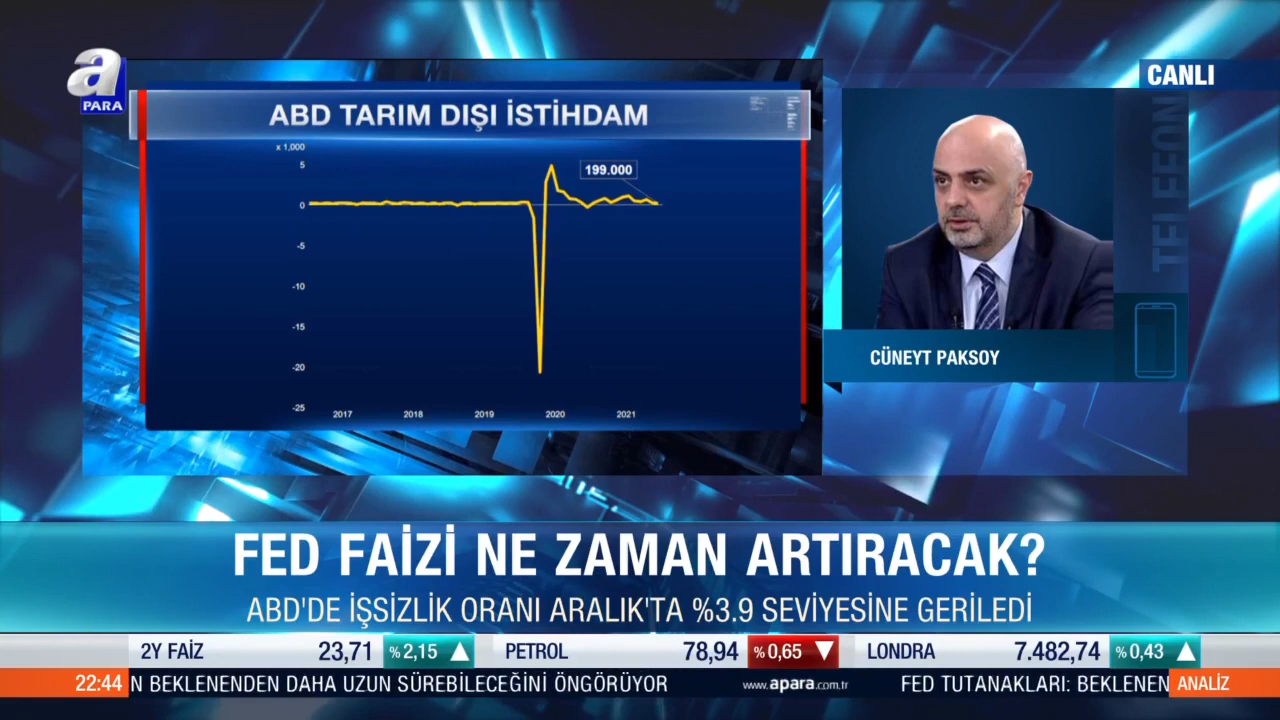 a
PARA
CANLI
ABD TARIM DIŞI İSTİHDAM
x 1,000
5
199.000
0
-5
-10
-15
-20
-25
2017 2018 2019 2020 2021
TELEFON
CÜNEYT PAKSOY
FED FAİZİ NE ZAMAN ARTIRACAK?
ABD'DE İŞSİZLİK ORANI ARALIK'TA %3.9 SEVİYESİNE GERİLEDİ
2Y FAİZ 23,71 %2,15 PETROL 78,94 %0,65 LONDRA 7.482,74 %0,43
22:44 N BEKLENENDEN DAHA UZUN SÜREBİLECEĞİNİ ÖNGÖRÜYOR www.apara.com.tr FED TUTANAKLARI: BEKLENEN ANALİZ